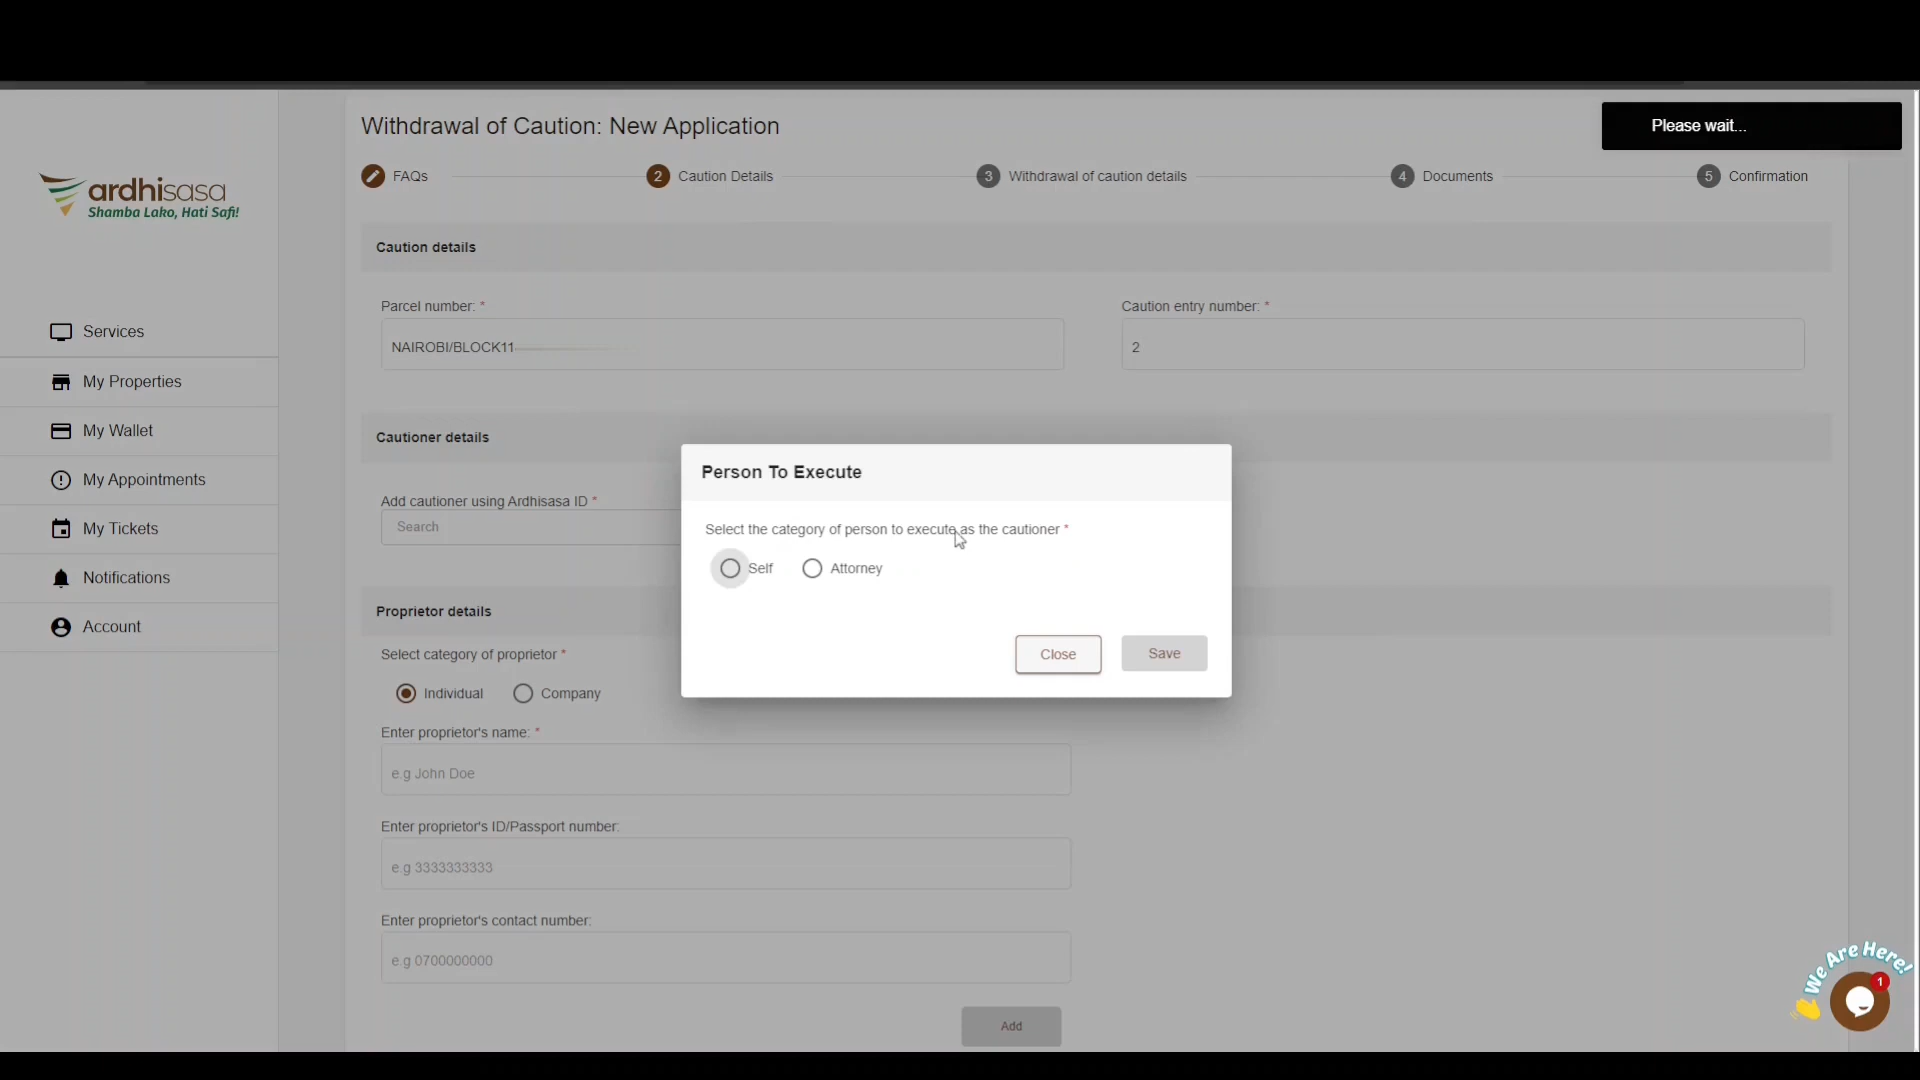 Withdrawal of Caution: New Application
Please wait...
FAQs
2 Caution Details
3 Withdrawal of caution details
4 Documents
5 Confirmation
ardhisasa
Shamba Lako, Hati Safi!
Services
My Properties
My Wallet
My Appointments
My Tickets
Notifications
Account
Caution details
Parcel number: *
NAIROBI/BLOCK11
Caution entry number: *
2
Cautioner details
Add cautioner using Ardhisasa ID *
Search
Person To Execute
Select the category of person to execute as the cautioner *
Self
Attorney
Close
Save
Proprietor details
Select category of proprietor *
Individual
Company
Enter proprietor's name: *
e.g John Doe
Enter proprietor's ID/Passport number:
e.g 3333333333
Enter proprietor's contact number:
e.g 0700000000
Add
We Are Here!
1